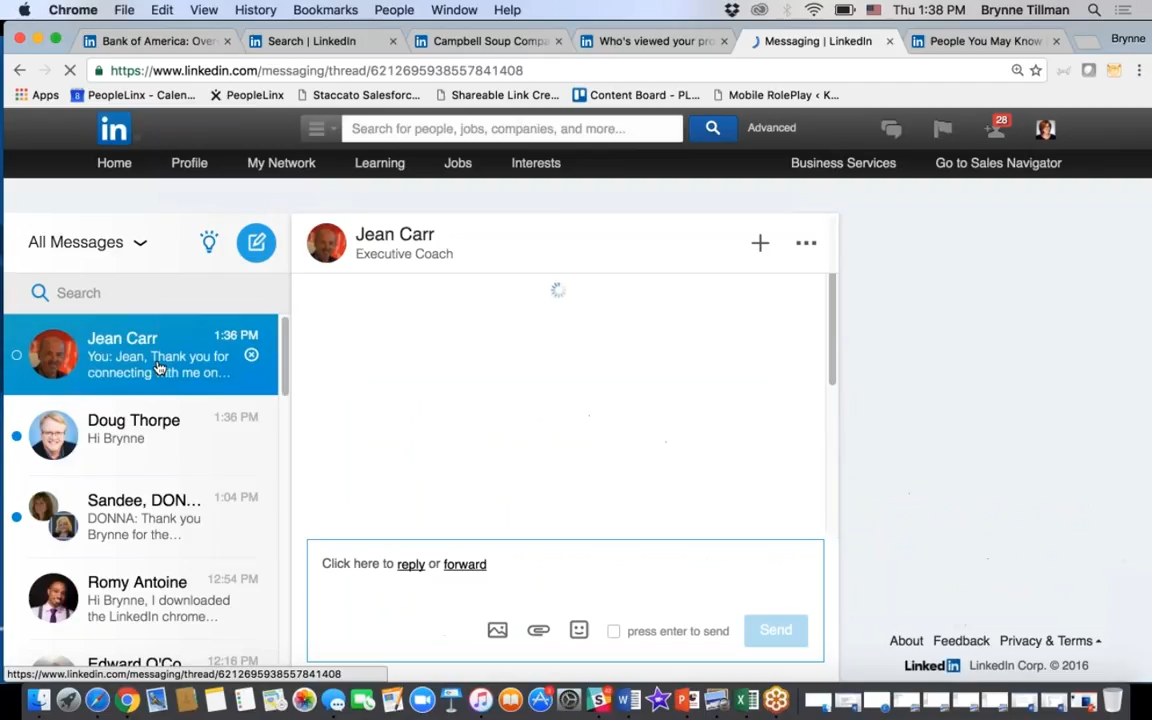 Chrome File Edit View History Bookmarks People Window Help Thu 1:38 PM Brynne Tillman
Bank of America: Over
Search | LinkedIn
Campbell Soup Compa
Who's viewed your pro
Messaging | LinkedIn
People You May Know
Brynne
https://www.linkedin.com/messaging/thread/6212695938557841408
Apps
8 PeopleLinx - Calen...
PeopleLinx
Staccato Salesforc...
Shareable Link Cre...
Content Board - PL...
Mobile RolePlay ‹ K...
in
Search for people, jobs, companies, and more...
Advanced
28
Home Profile My Network Learning Jobs Interests Business Services Go to Sales Navigator
All Messages
Search
Jean Carr 1:36 PM
You: Jean, Thank you for
connecting with me on...
Doug Thorpe 1:36 PM
Hi Brynne
Sandee, DON... 1:04 PM
DONNA: Thank you
Brynne for the...
Romy Antoine 12:54 PM
Hi Brynne, I downloaded
the LinkedIn chrome...
Edward O'Co 12:16 PM
Jean Carr
Executive Coach
Click here to reply or forward
press enter to send
Send
About Feedback Privacy & Terms
LinkedIn LinkedIn Corp. © 2016
https://www.linkedin.com/messaging/thread/6212695938557841408